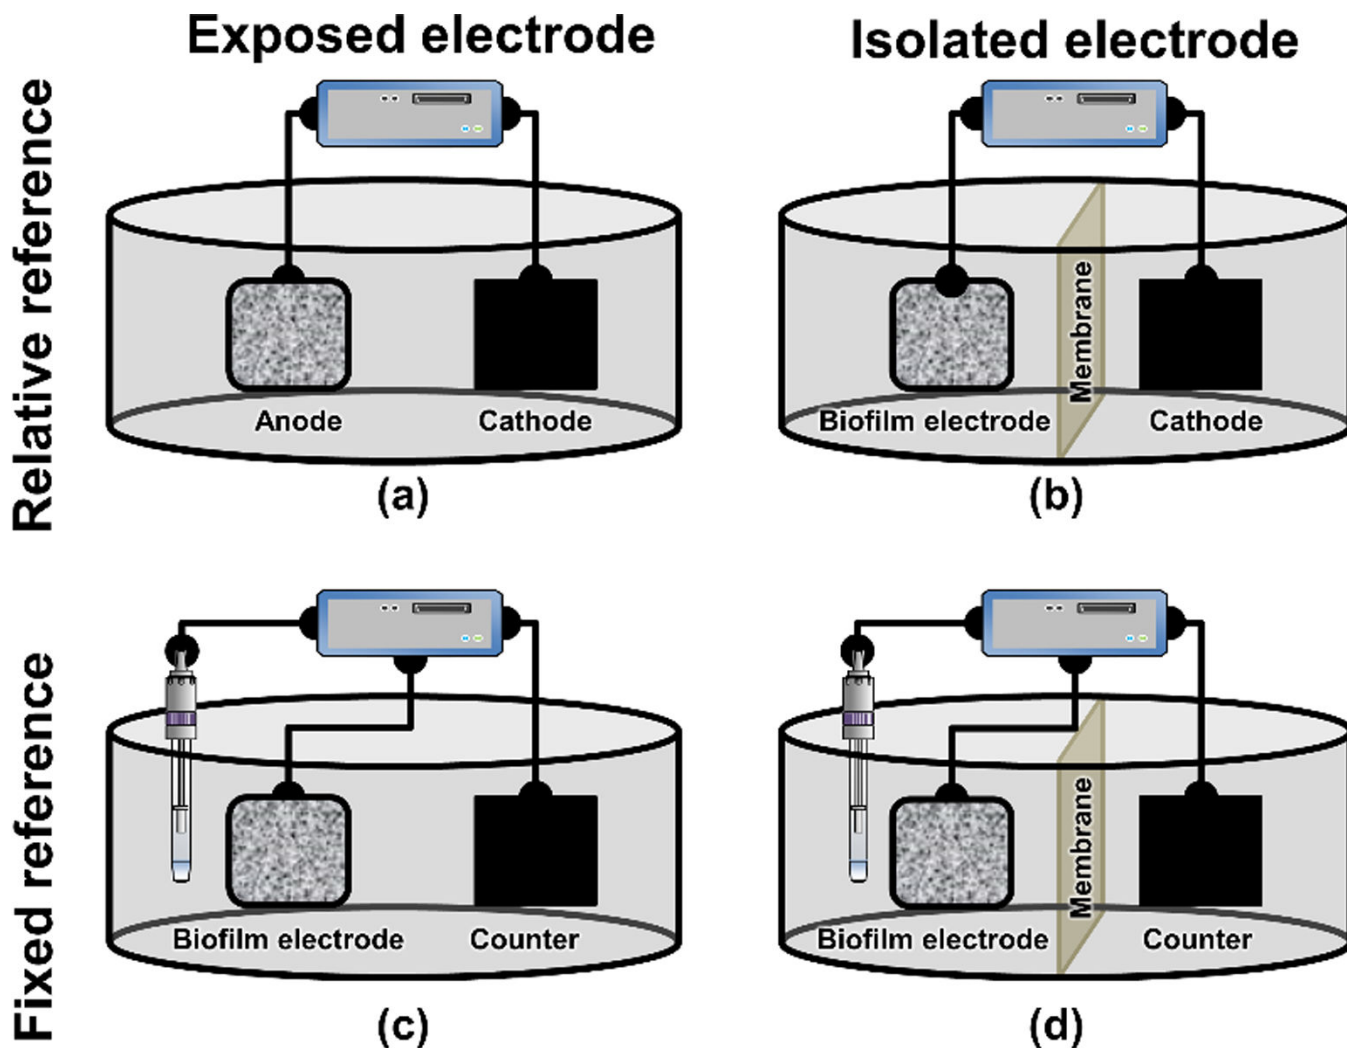 Exposed electrode
Isolated electrode
Relative reference
Anode
Cathode
(a)
Biofilm electrode
Membrane
Cathode
(b)
Fixed reference
Biofilm electrode
Counter
(c)
Biofilm electrode
Membrane
Counter
(d)